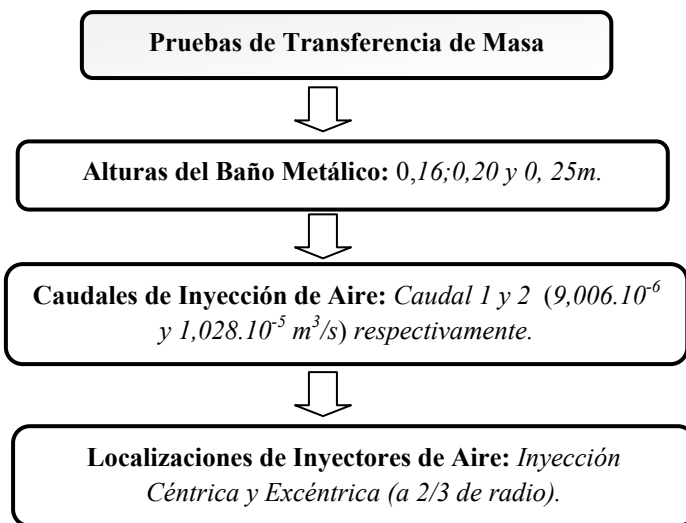 Pruebas de Transferencia de Masa
Alturas del Baño Metálico: 0,16;0,20 y 0, 25m.
Caudales de Inyección de Aire: Caudal 1 y 2 (9,006.10⁻⁶
y 1,028.10⁻⁵ m³/s) respectivamente.
Localizaciones de Inyectores de Aire: Inyección
Céntrica y Excéntrica (a 2/3 de radio).